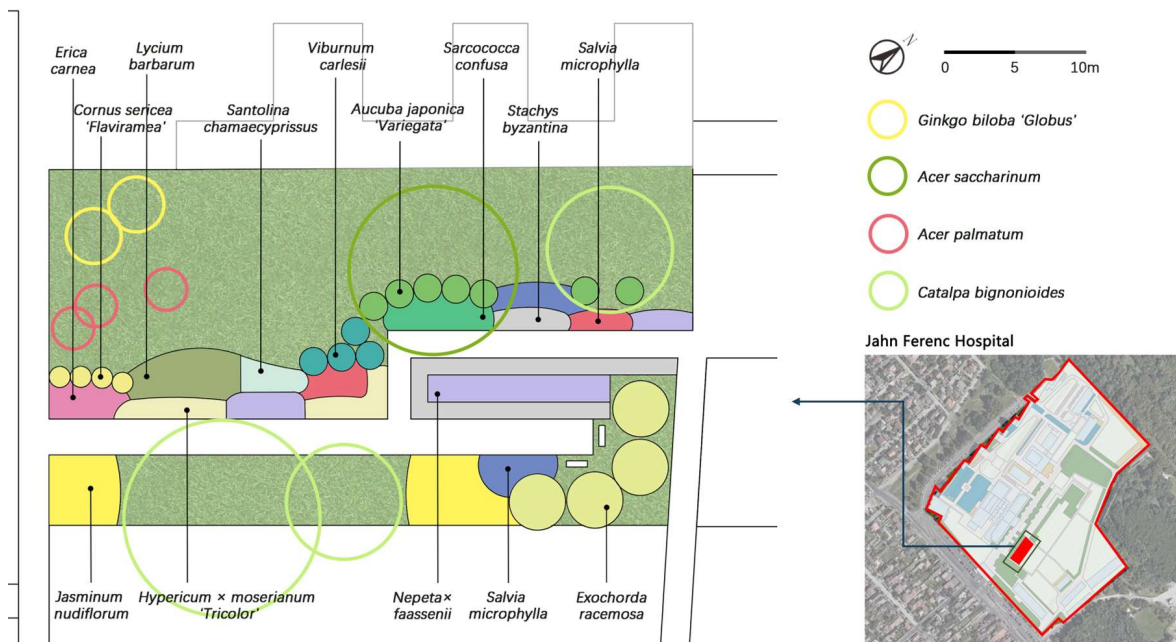 Erica
carnea
Lycium
barbarum
Viburnum
carlesii
Sarcococca
confusa
Salvia
microphylla
Cornus sericea
'Flaviramea'
Santolina
chamaecyprissus
Aucuba japonica
'Variegata'
Stachys
byzantina
Jasminum
nudiflorum
Hypericum × moserianum
'Tricolor'
Nepeta×
faassenii
Salvia
microphylla
Exochorda
racemosa
N
0 5 10m
Ginkgo biloba 'Globus'
Acer saccharinum
Acer palmatum
Catalpa bignonioides
Jahn Ferenc Hospital